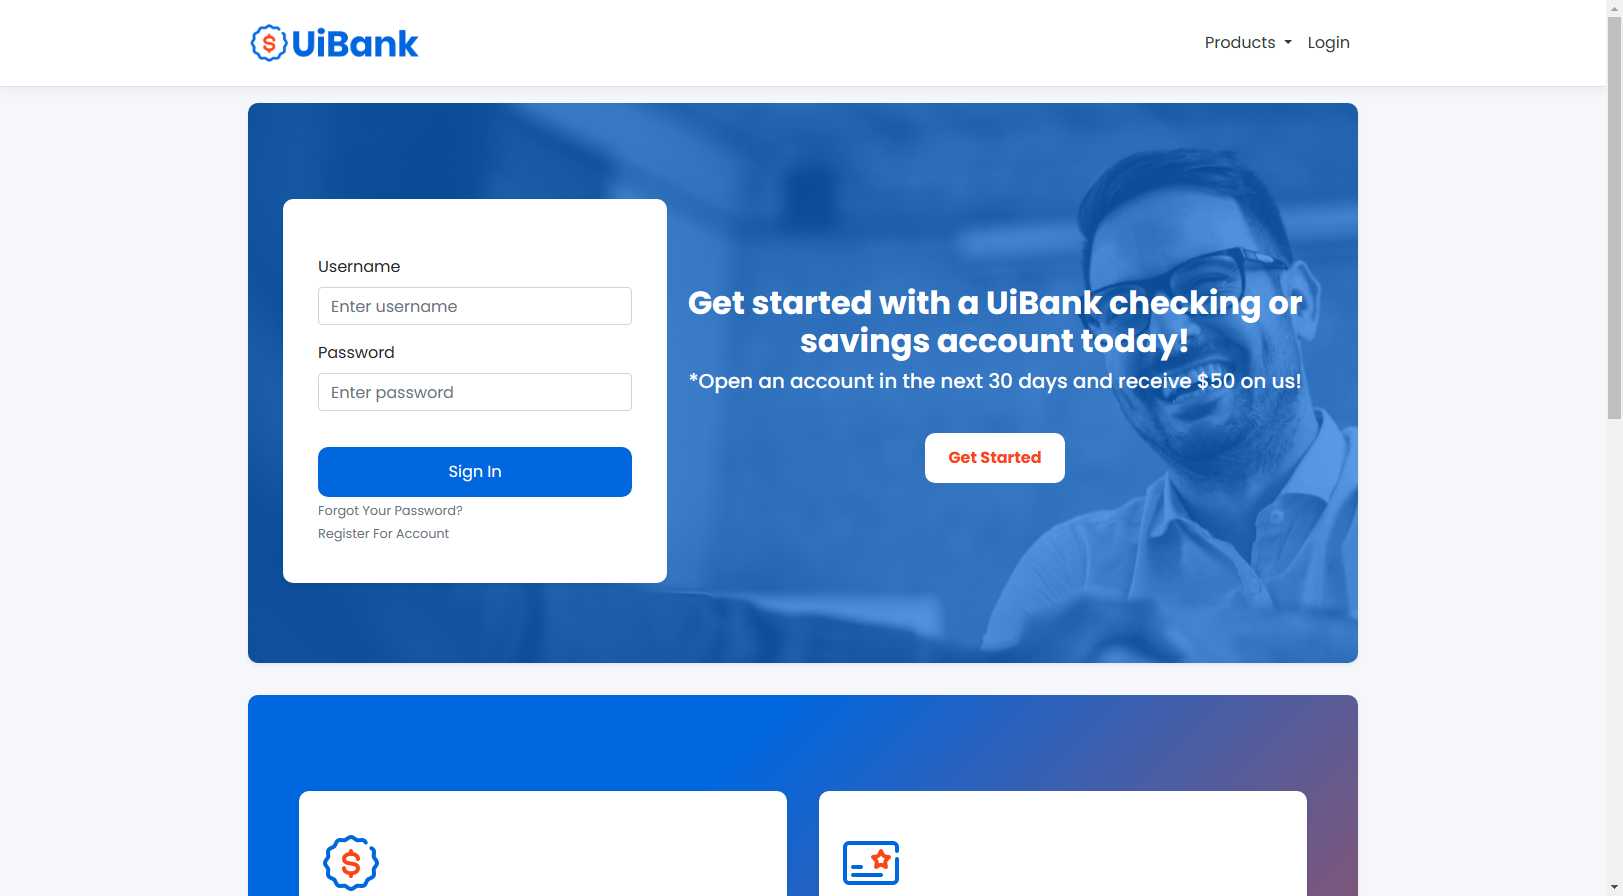 UiBank
Products
Login
Username
Enter username
Password
Enter password
Sign In
Forgot Your Password?
Register For Account
Get started with a UiBank checking or
savings account today!
*Open an account in the next 30 days and receive $50 on us!
Get Started